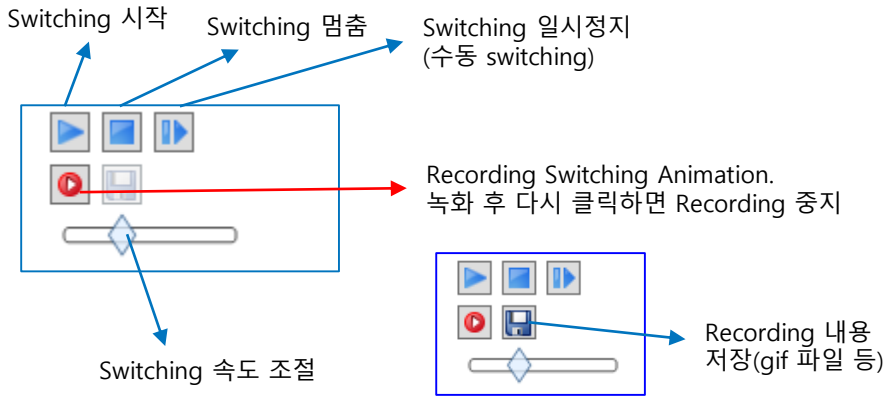 Switching 시작
Switching 멈춤
Switching 일시정지
(수동 switching)
Recording Switching Animation.
녹화 후 다시 클릭하면 Recording 중지
Switching 속도 조절
Recording 내용
저장(gif 파일 등)